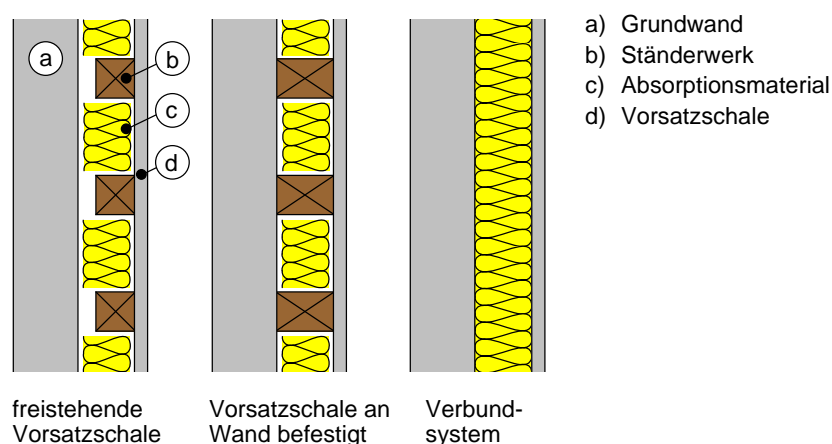 a
b
c
d
a) Grundwand
b) Ständerwerk
c) Absorptionsmaterial
d) Vorsatzschale
freistehende
Vorsatzschale
Vorsatzschale an
Wand befestigt
Verbund-
system